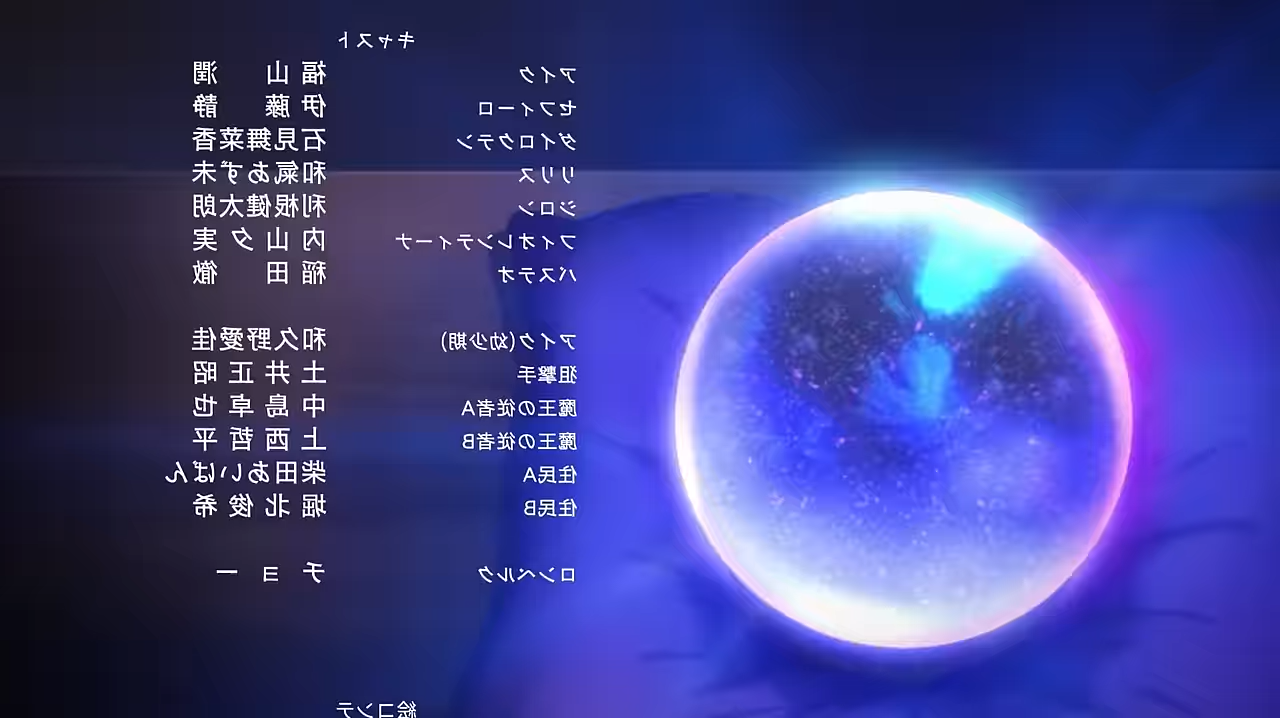 キャスト
アイク 福山 潤
セフィーロ 伊藤 静
ダイロクテン 石見舞菜香
リリス 和氣あず未
ジロン 利根健太朗
フィオレンティーナ 内山夕実
バステオ 稲田 徹
アイク(幼少期) 和久野愛佳
狙撃手 土井正昭
魔王の従者A 中島卓也
魔王の従者B 上西哲平
住民A 柴田あいぱん
住民B 堀北俊希
ロンベルク チョー
絵コンテ